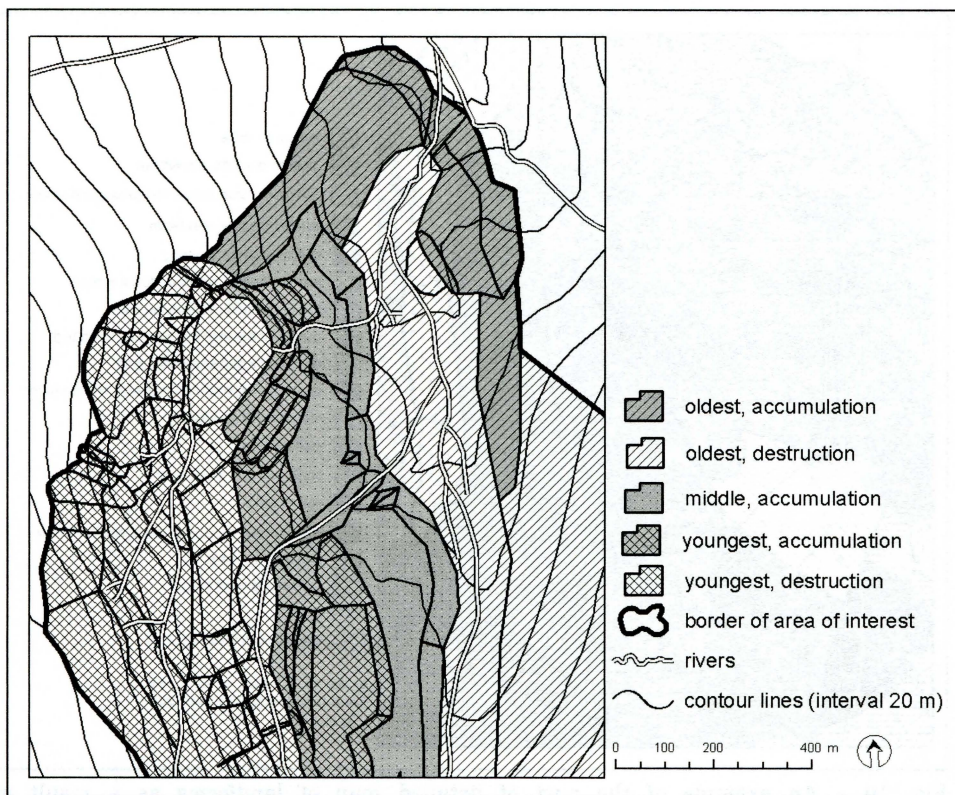 oldest, accumulation
oldest, destruction
middle, accumulation
youngest, accumulation
youngest, destruction
border of area of interest
rivers
contour lines (interval 20 m)
0 100 200 400 m